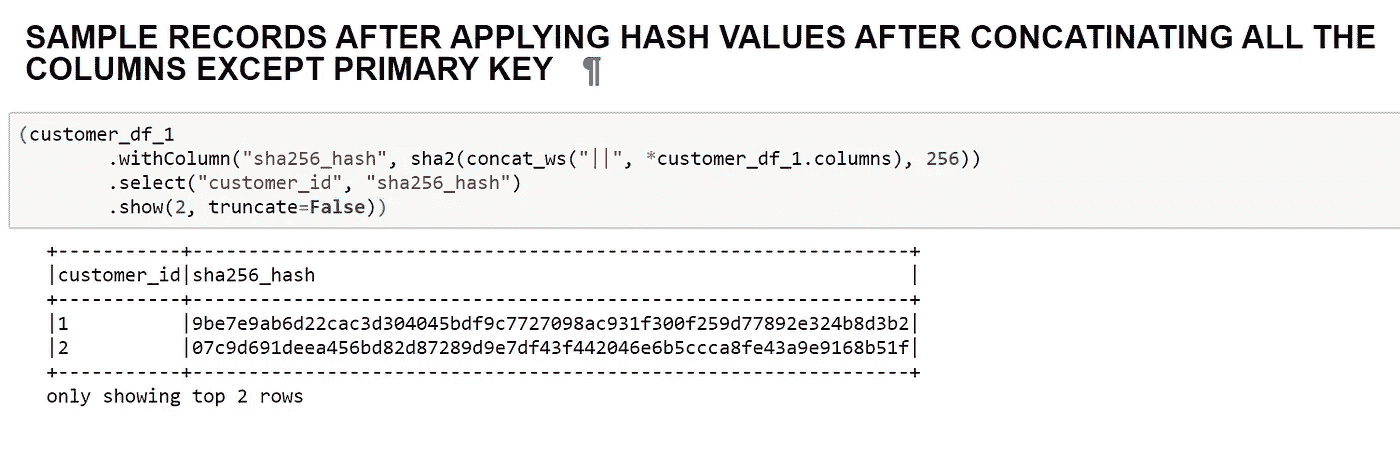 SAMPLE RECORDS AFTER APPLYING HASH VALUES AFTER CONCATINATING ALL THE
COLUMNS EXCEPT PRIMARY KEY ¶
(customer_df_1
        .withColumn("sha256_hash", sha2(concat_ws("||", *customer_df_1.columns), 256))
        .select("customer_id", "sha256_hash")
        .show(2, truncate=False))
+-----------+----------------------------------------------------------------+
|customer_id|sha256_hash                                                     |
+-----------+----------------------------------------------------------------+
|1          |9be7e9ab6d22cac3d304045bdf9c7727098ac931f300f259d77892e324b8d3b2|
|2          |07c9d691deea456bd82d87289d9e7df43f442046e6b5ccca8fe43a9e9168b51f|
+-----------+----------------------------------------------------------------+
only showing top 2 rows